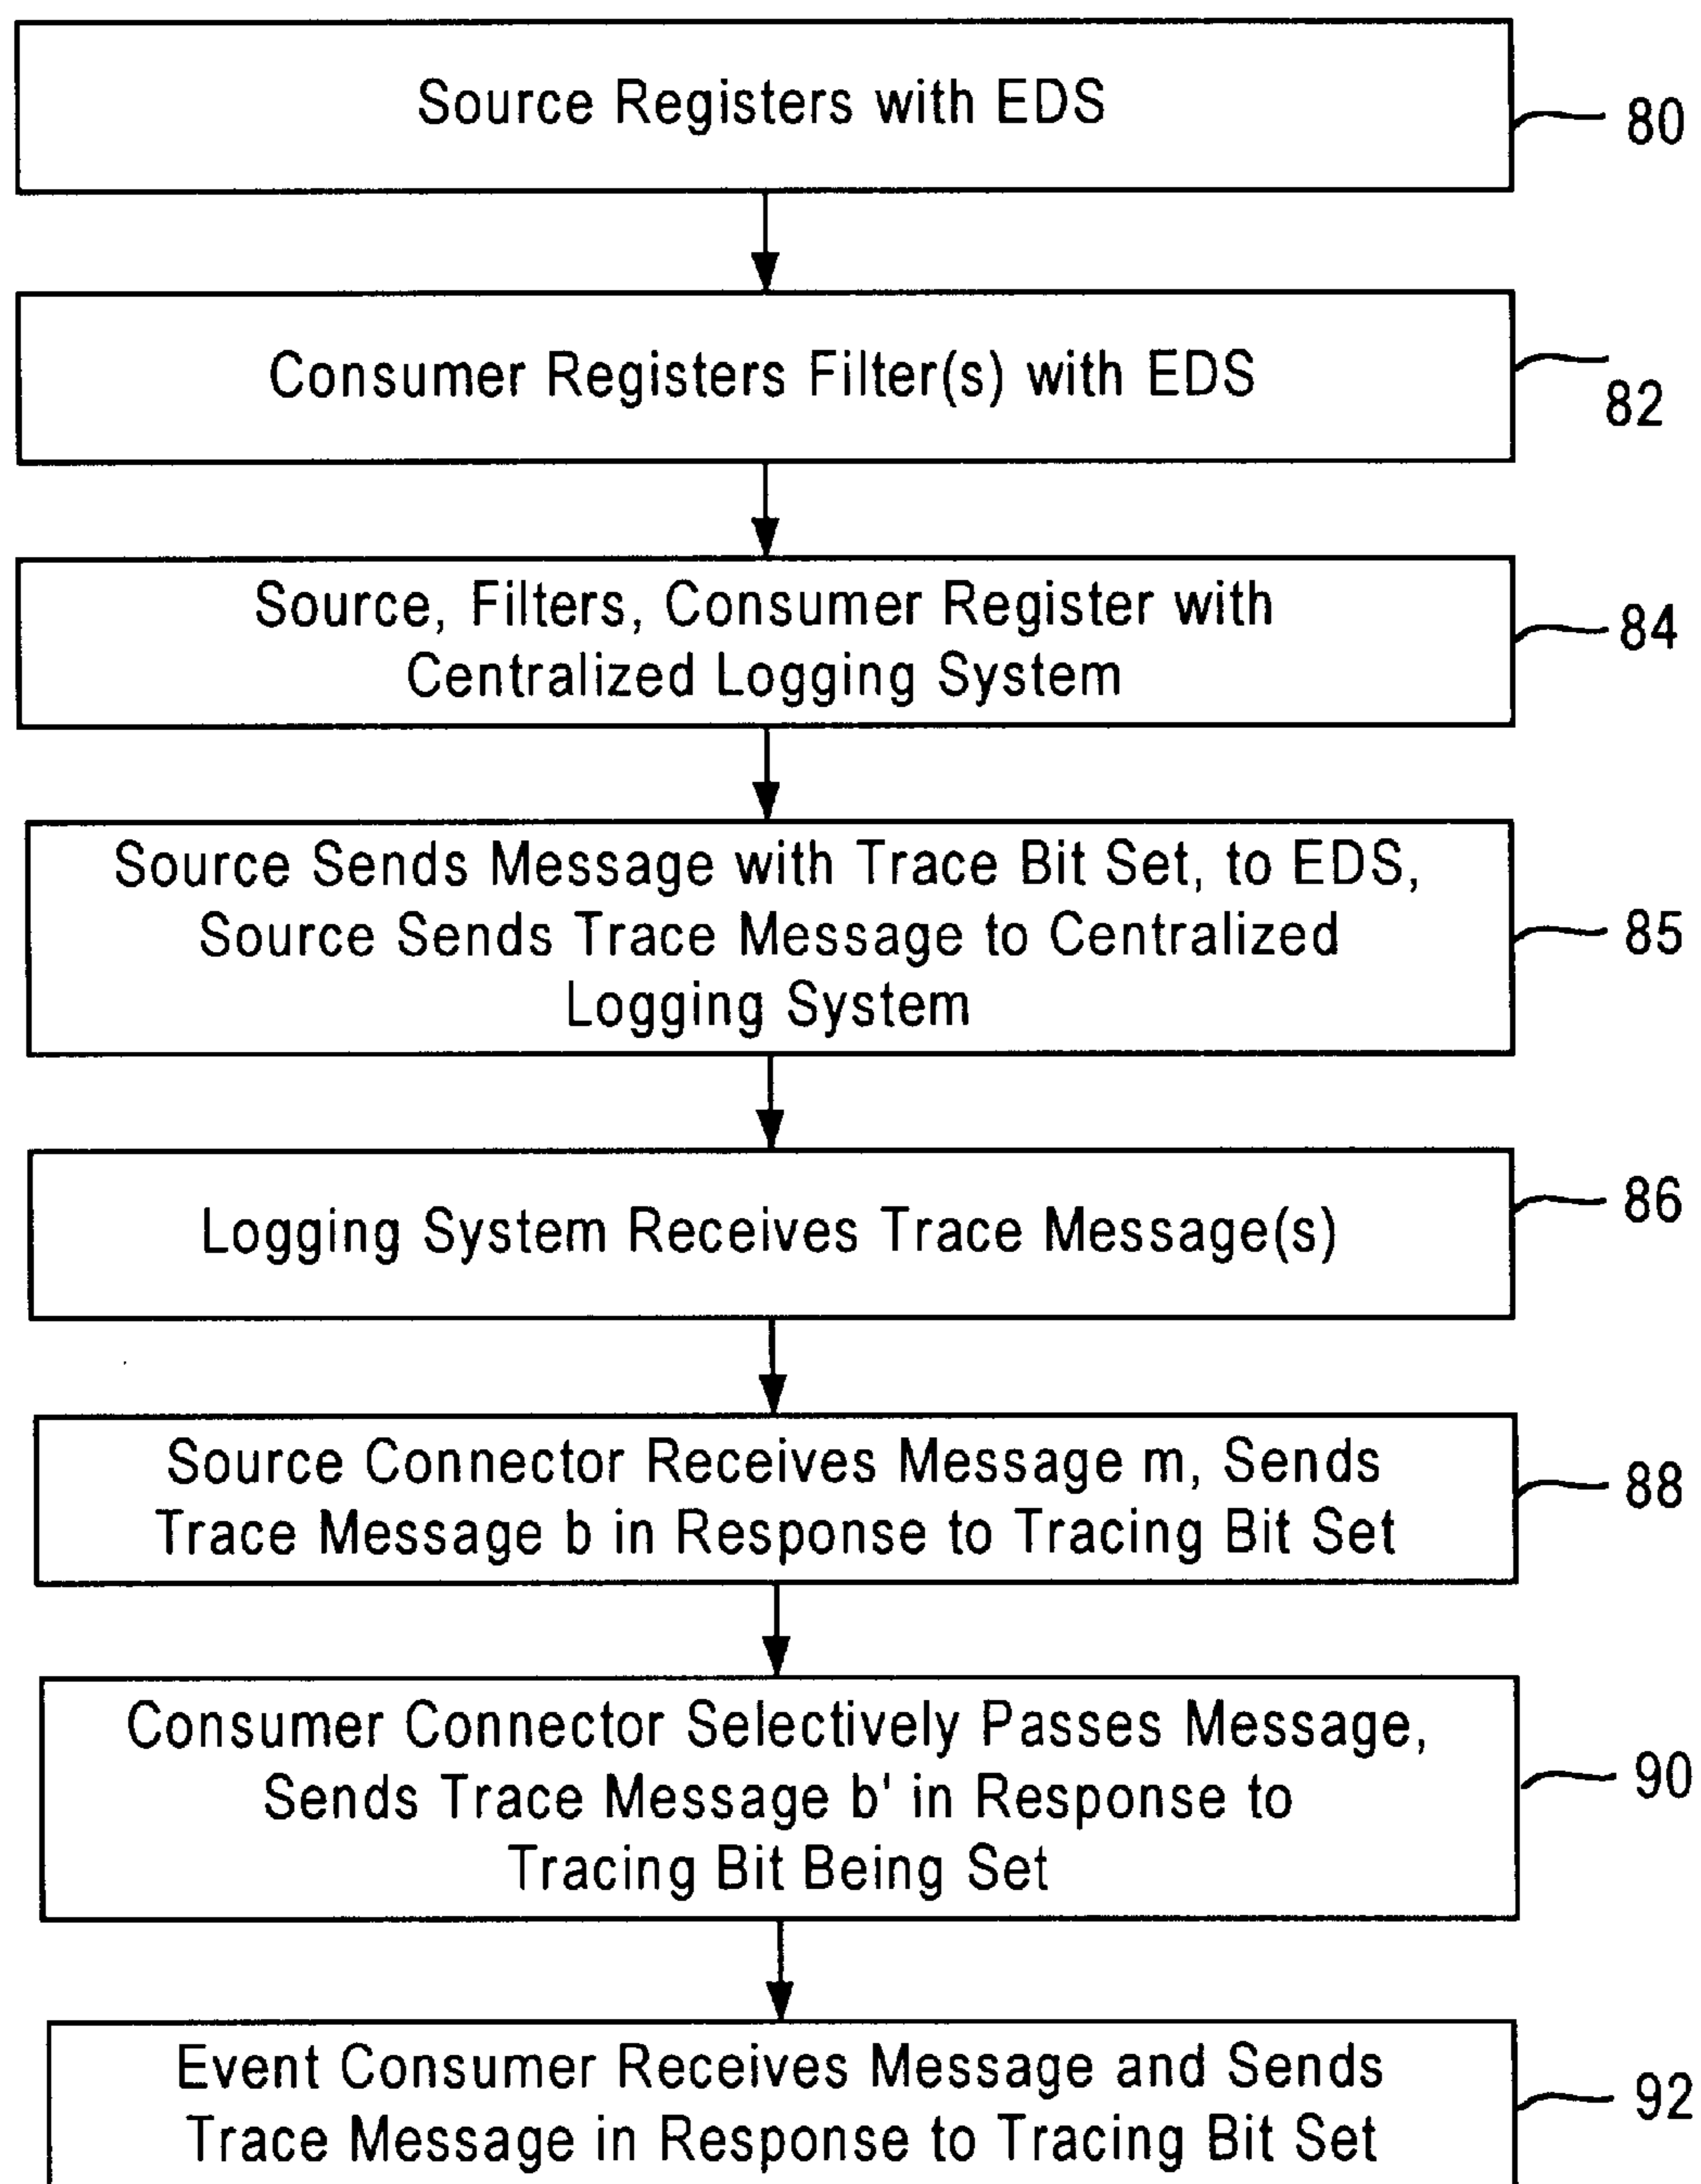 Source Registers with EDS
80
Consumer Registers Filter(s) with EDS
82
Source, Filters, Consumer Register with
Centralized Logging System
84
Source Sends Message with Trace Bit Set, to EDS,
Source Sends Trace Message to Centralized
Logging System
85
Logging System Receives Trace Message(s)
86
Source Connector Receives Message m, Sends
Trace Message b in Response to Tracing Bit Set
88
Consumer Connector Selectively Passes Message,
Sends Trace Message b' in Response to
Tracing Bit Being Set
90
Event Consumer Receives Message and Sends
Trace Message in Response to Tracing Bit Set
92